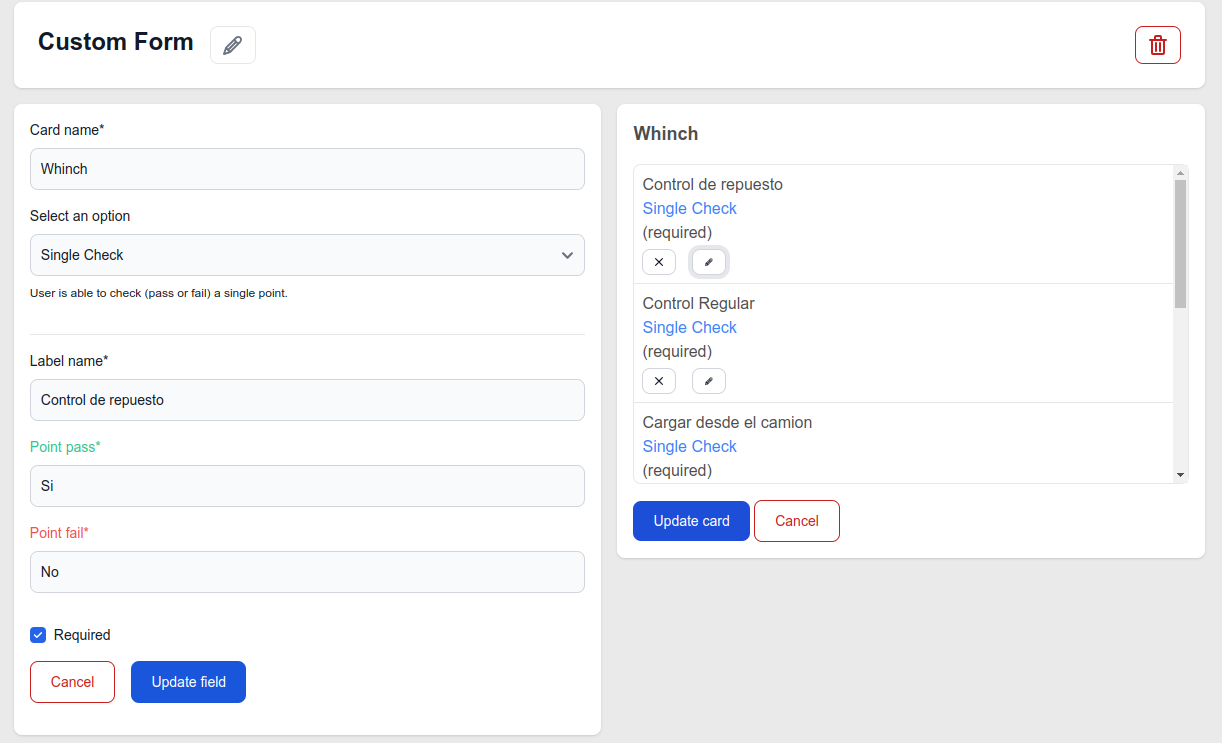 Custom Form
Card name*
Whinch
Select an option
Single Check
User is able to check (pass or fail) a single point.
Label name*
Control de repuesto
Point pass*
Si
Point fail*
No
Required
Cancel
Update field
Whinch
Control de repuesto
Single Check
(required)
Control Regular
Single Check
(required)
Cargar desde el camion
Single Check
(required)
Update card
Cancel